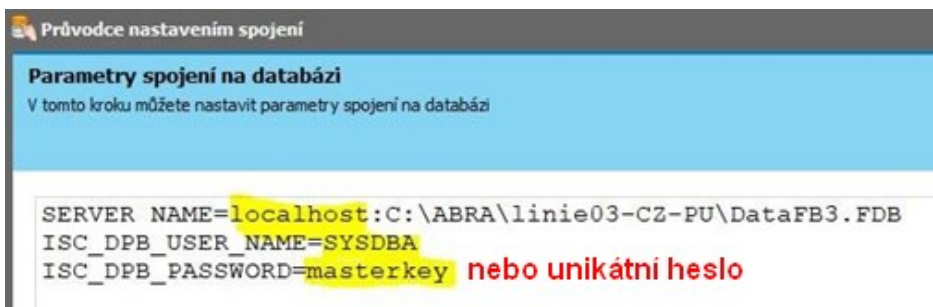 Průvodce nastavením spojení
Parametry spojení na databázi
V tomto kroku můžete nastavit parametry spojení na databázi
SERVER NAME=localhost:C:\ABRA\linie03-CZ-PU\DataFB3.FDB
ISC_DPB_USER_NAME=SYSDBA
ISC_DPB_PASSWORD=masterkey nebo unikátní heslo